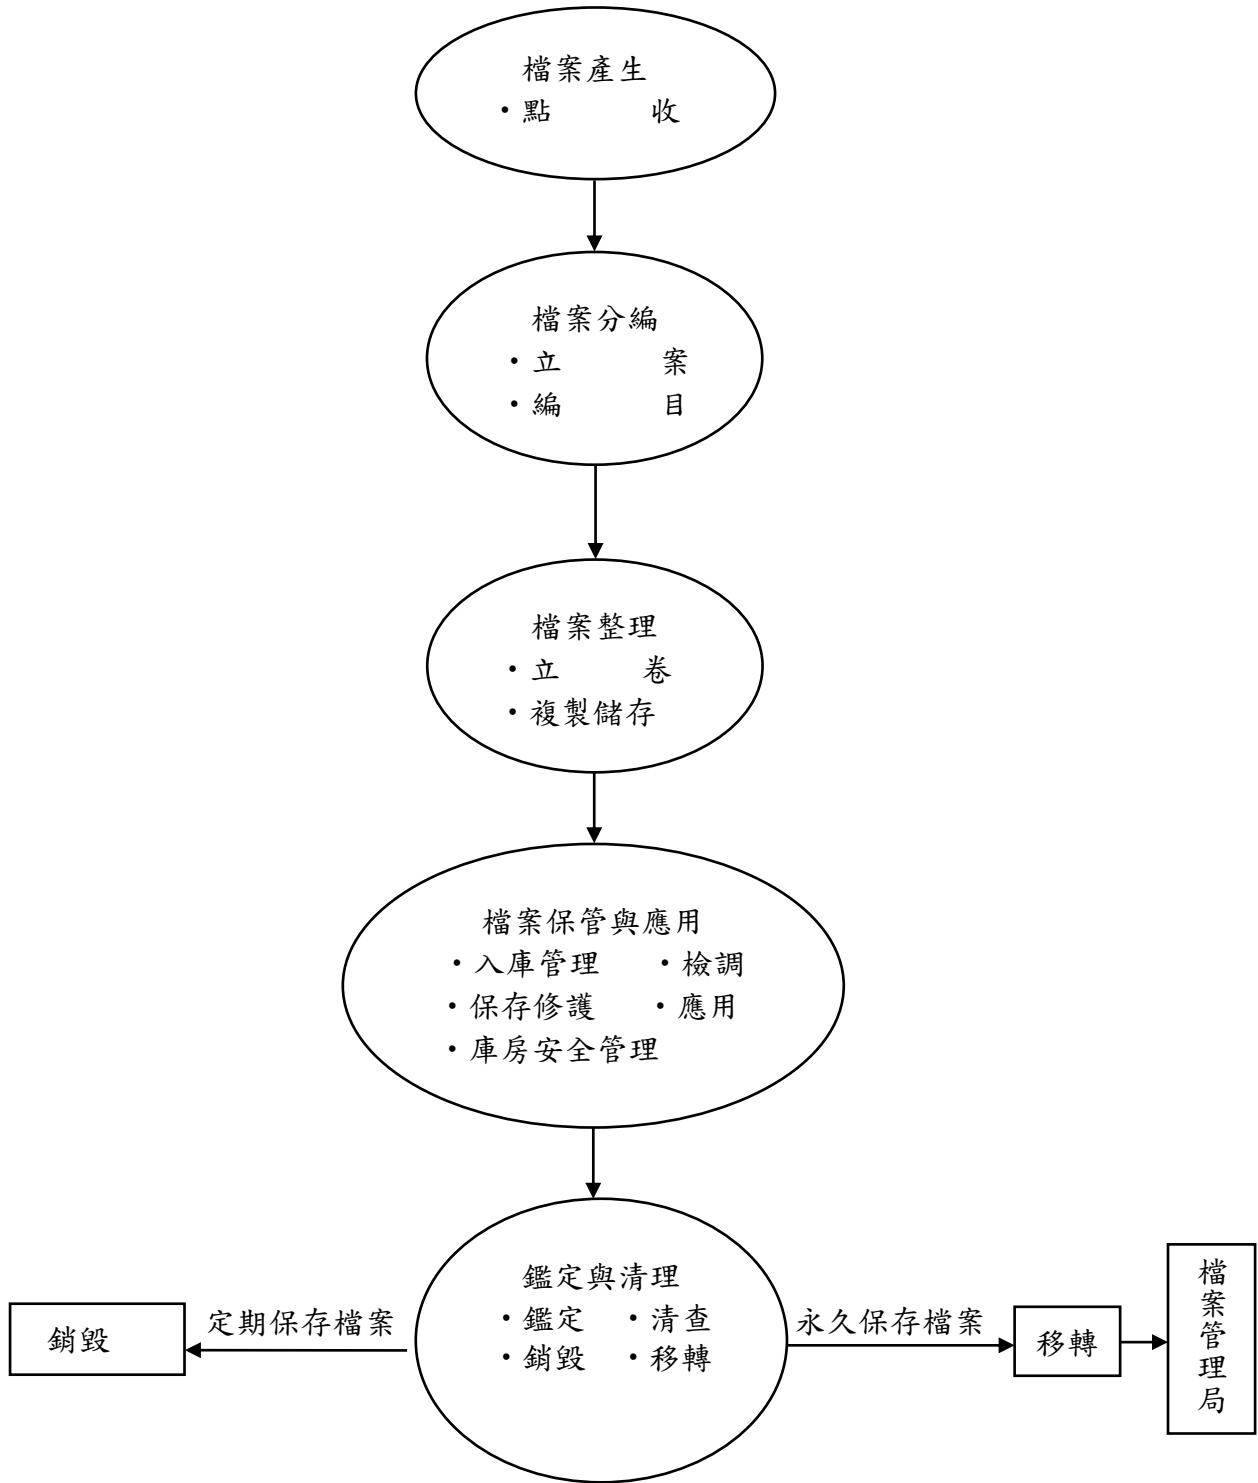 檔案產生
・點　　　收
檔案分編
・立　　　案
・編　　　目
檔案整理
・立　　　卷
・複製儲存
檔案保管與應用
・入庫管理　・檢調
・保存修護　・應用
・庫房安全管理
鑑定與清理
・鑑定　・清查
・銷毀　・移轉
定期保存檔案
銷毀
永久保存檔案
移轉
檔案管理局